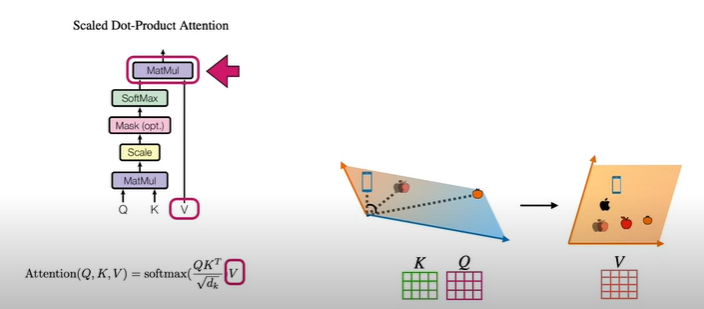 Scaled Dot-Product Attention
MatMul
SoftMax
Mask (opt.)
Scale
MatMul
Q K V
Attention(Q, K, V) = softmax(QK^T/√d_k)V
K Q
V